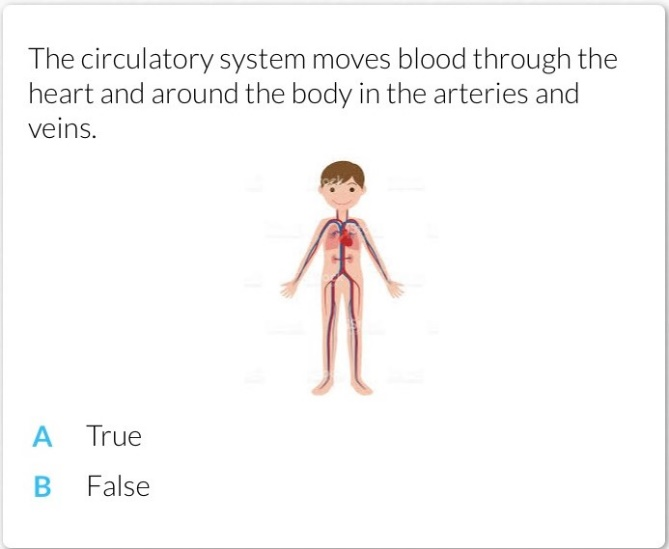 The circulatory system moves blood through the
heart and around the body in the arteries and
veins.
A True
B False